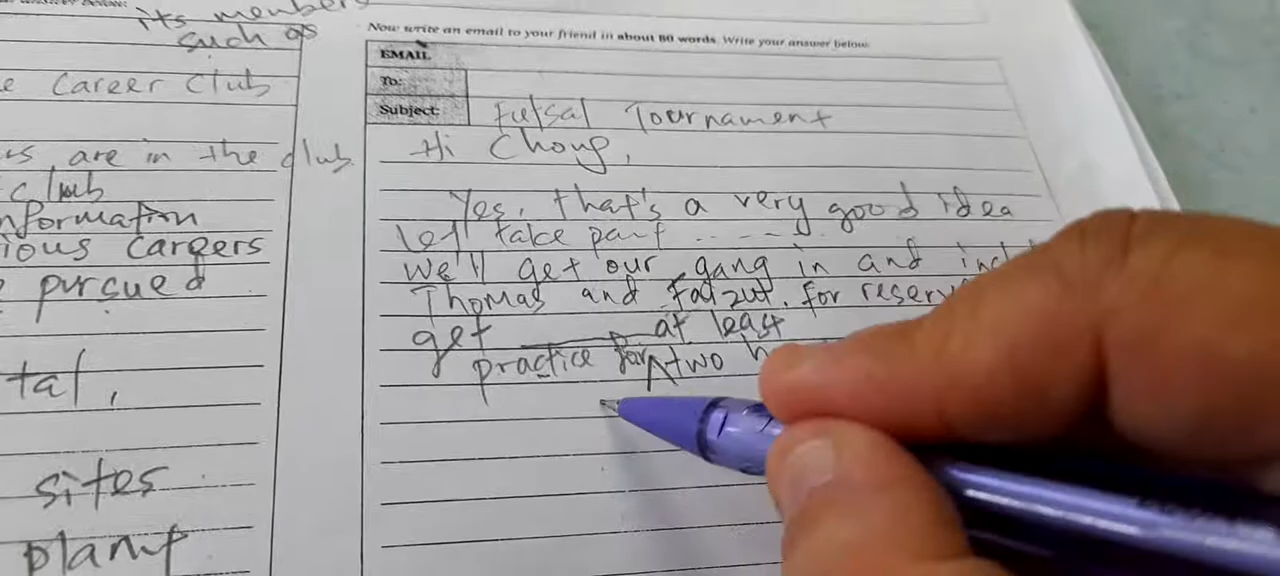 its members
such as
e Career Club
are in the club
club
nformation
ious careers
pursued
tal,
sites
plant
Now write an email to your friend in about 80 words. Write your answer below.
EMAIL
To:
Subject: Futsal Tournament
Hi Chong,
Yes, that's a very good idea
let take part ........
We'll get our gang in and incl
Thomas and for reserv
get at least
practice for two h